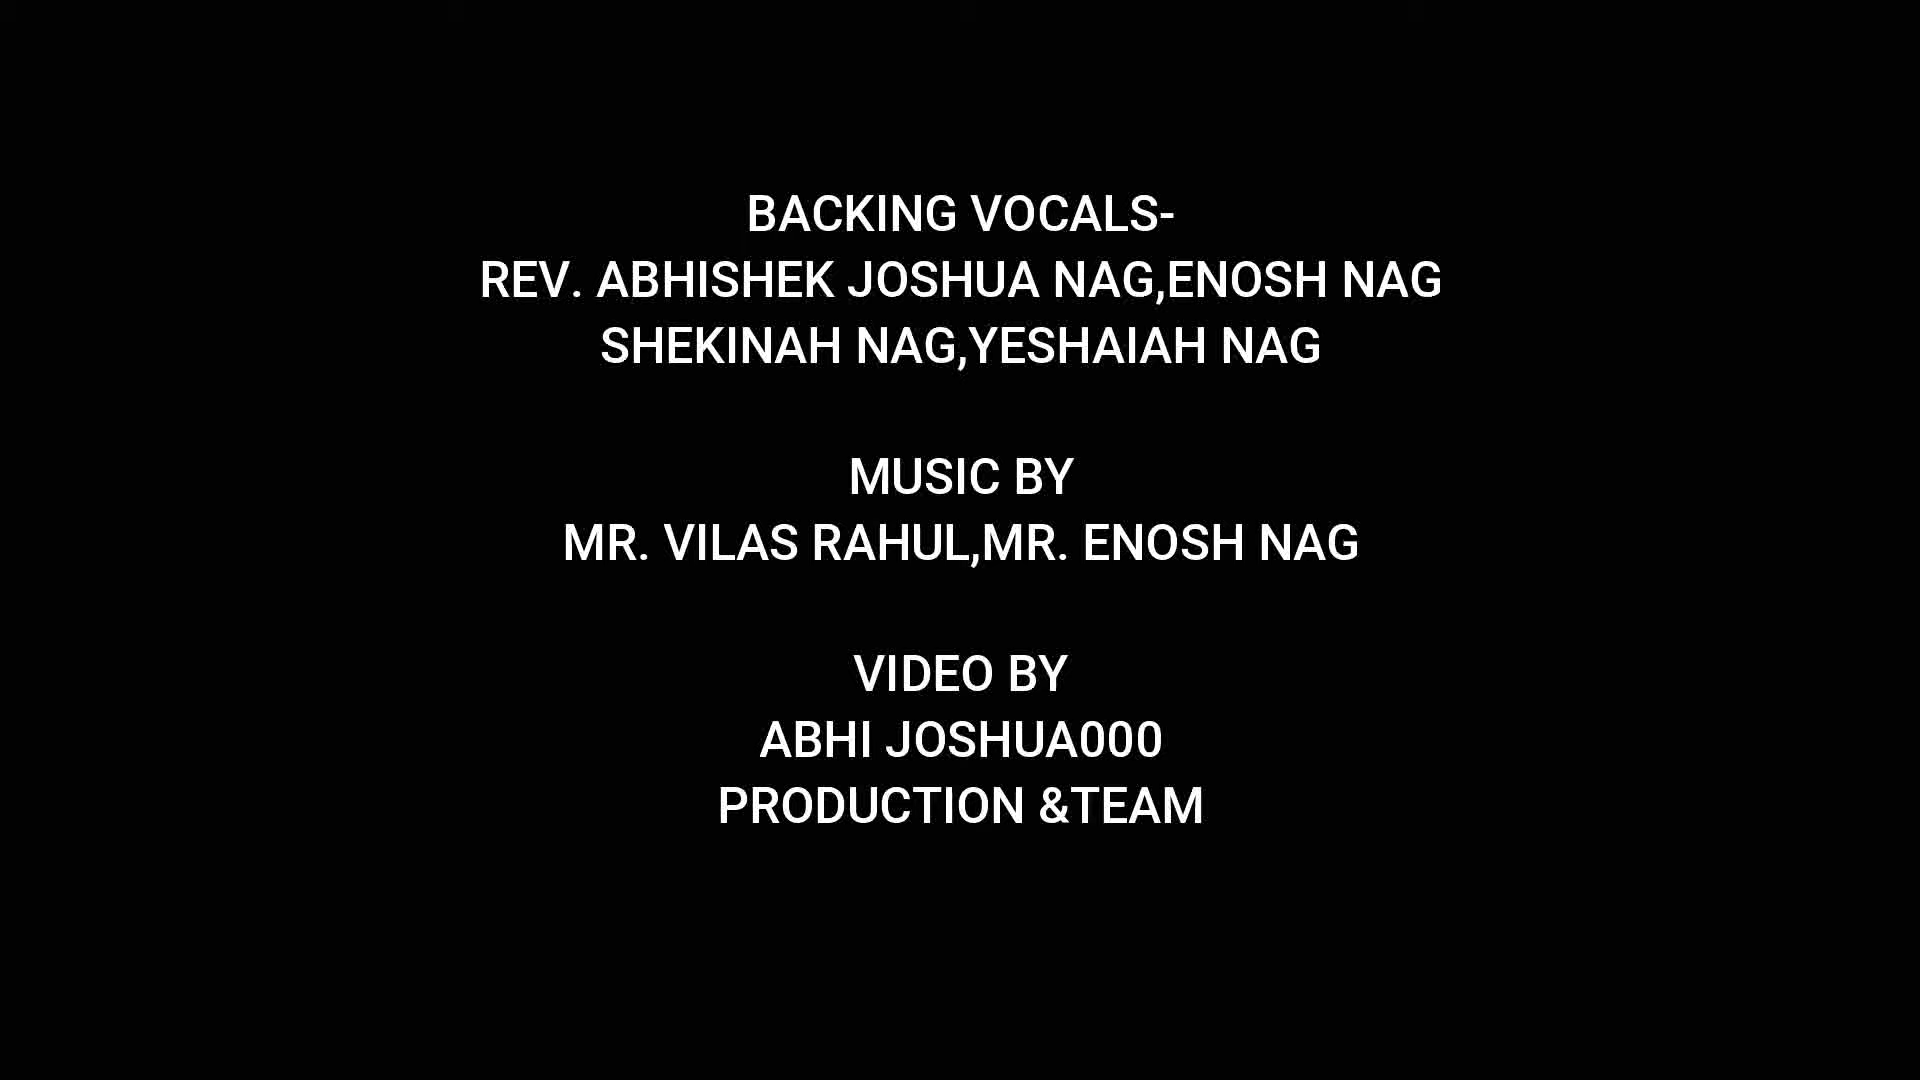 BACKING VOCALS-
REV. ABHISHEK JOSHUA NAG,ENOSH NAG
SHEKINAH NAG,YESHAIAH NAG
MUSIC BY
MR. VILAS RAHUL,MR. ENOSH NAG
VIDEO BY
ABHI JOSHUA000
PRODUCTION &TEAM